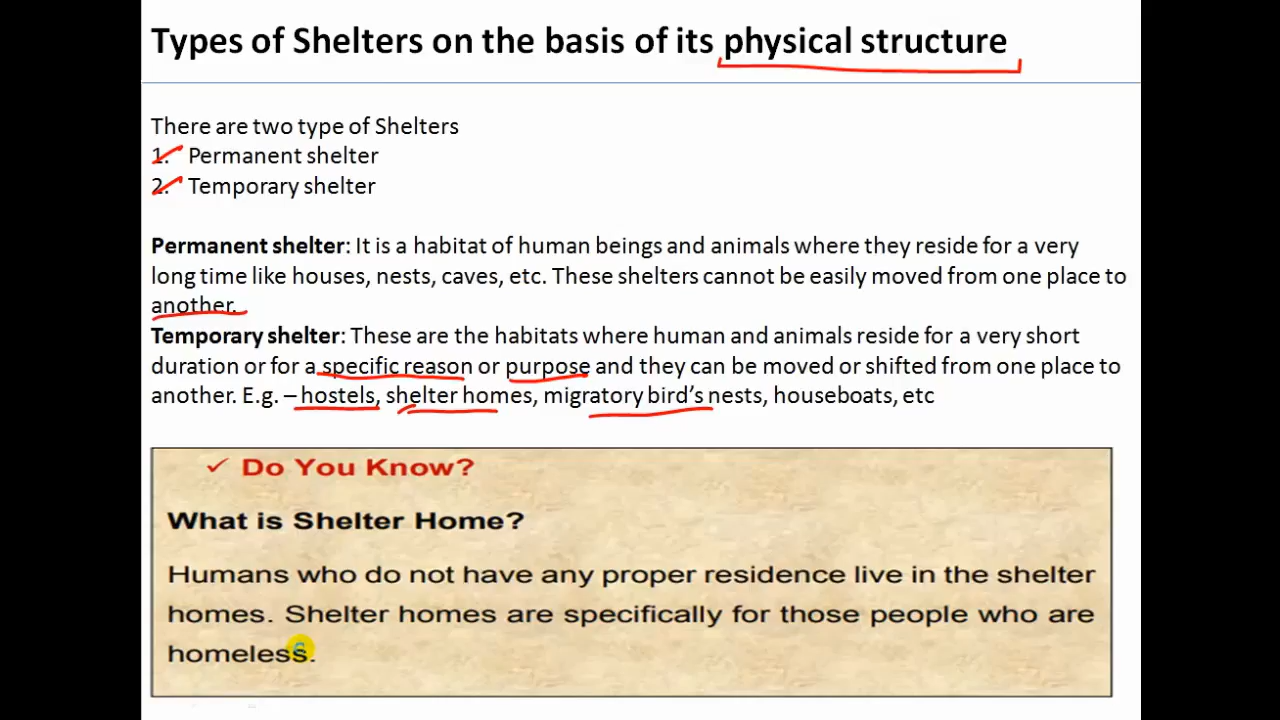 Types of Shelters on the basis of its physical structure
There are two type of Shelters
1. Permanent shelter
2. Temporary shelter
Permanent shelter: It is a habitat of human beings and animals where they reside for a very
long time like houses, nests, caves, etc. These shelters cannot be easily moved from one place to
another.
Temporary shelter: These are the habitats where human and animals reside for a very short
duration or for a specific reason or purpose and they can be moved or shifted from one place to
another. E.g. – hostels, shelter homes, migratory bird’s nests, houseboats, etc
✓ Do You Know?
What is Shelter Home?
Humans who do not have any proper residence live in the shelter
homes. Shelter homes are specifically for those people who are
homeless.